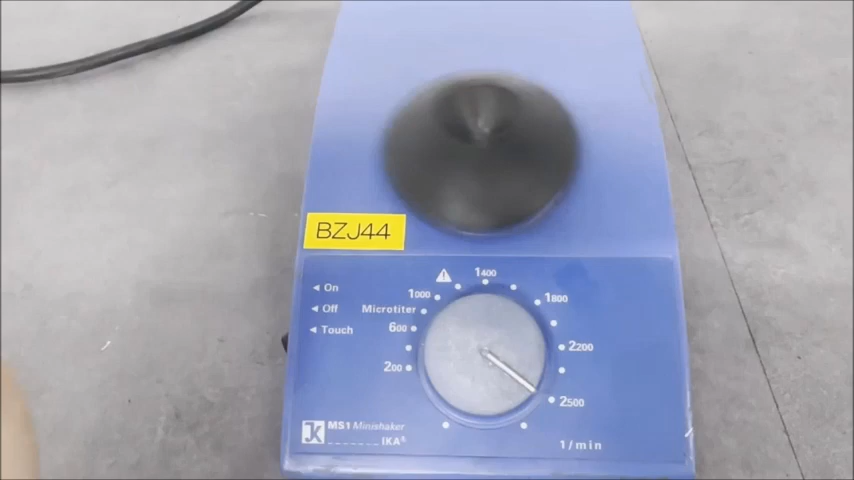 BZJ44
On
Off
Touch
Microtiter
200
600
1000
1400
1800
2200
2500
MS1 Minishaker
IKA®
1/min